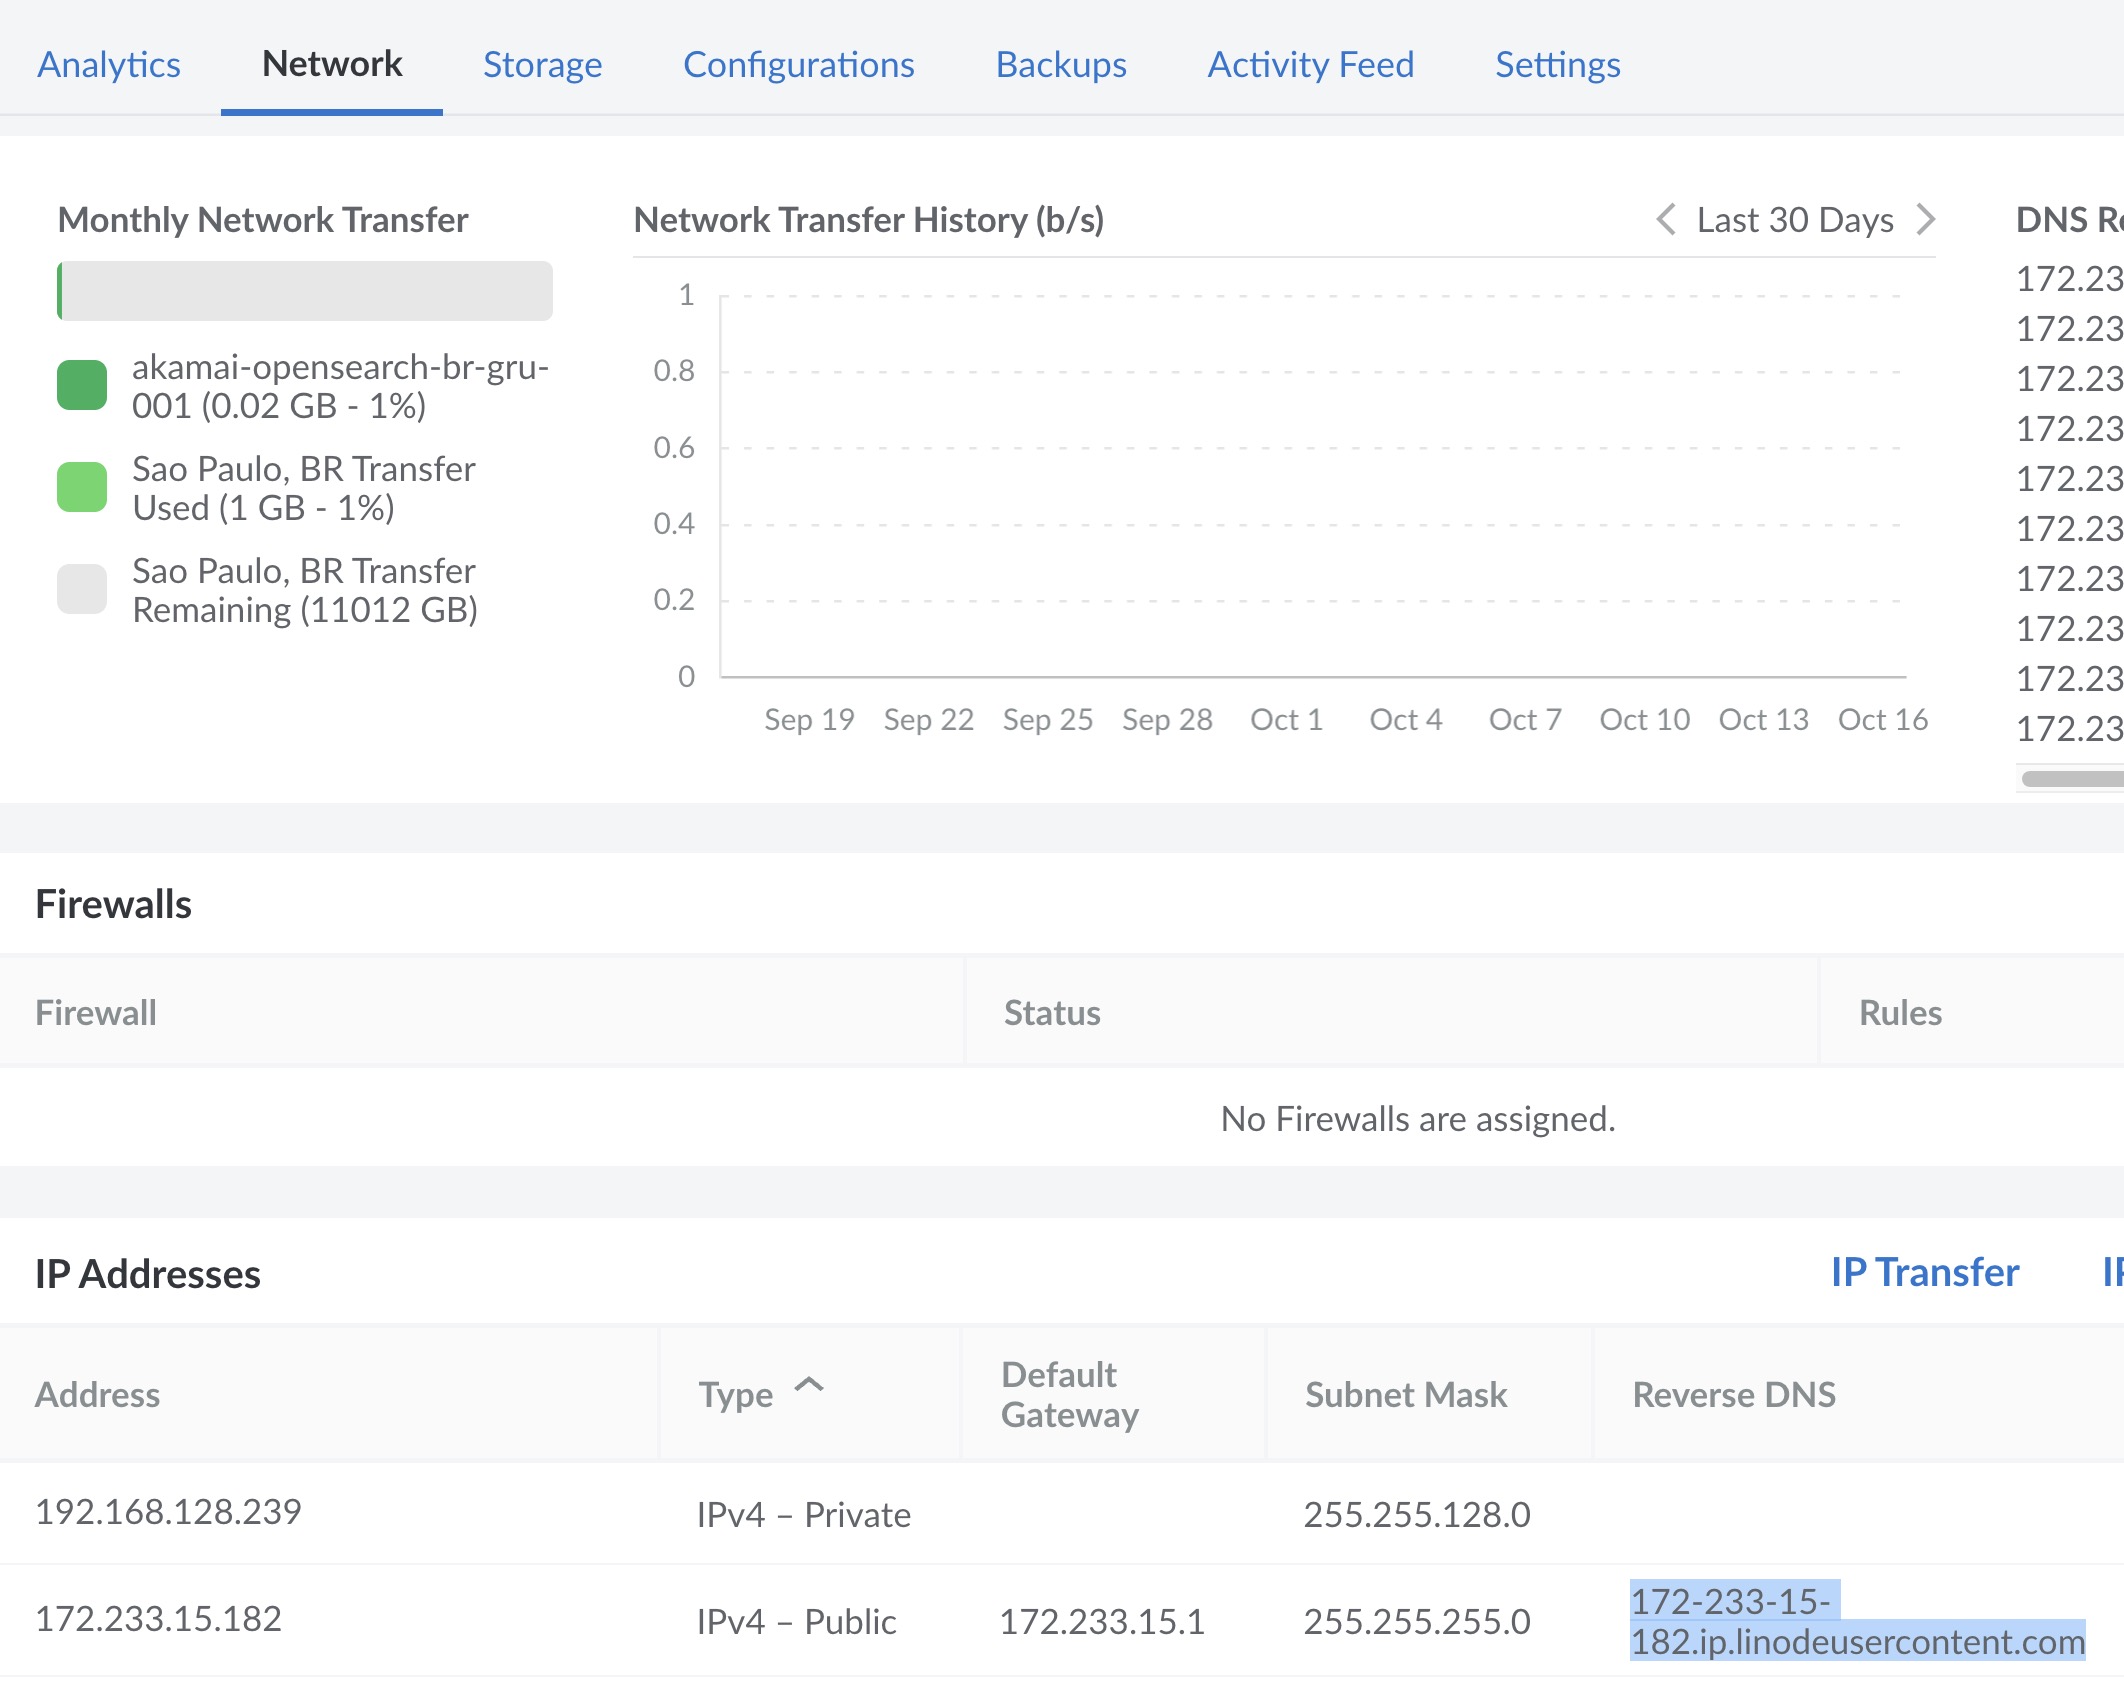 Analytics Network Storage Configurations Backups Activity Feed Settings
Monthly Network Transfer
akamai-opensearch-br-gru-
001 (0.02 GB - 1%)
Sao Paulo, BR Transfer
Used (1 GB - 1%)
Sao Paulo, BR Transfer
Remaining (11012 GB)
Network Transfer History (b/s)
Last 30 Days
1
0.8
0.6
0.4
0.2
0
Sep 19 Sep 22 Sep 25 Sep 28 Oct 1 Oct 4 Oct 7 Oct 10 Oct 13 Oct 16
DNS Re
172.23
172.23
172.23
172.23
172.23
172.23
172.23
172.23
172.23
172.23
Firewalls
Firewall Status Rules
No Firewalls are assigned.
IP Addresses IP Transfer IP
Address Type Default
Gateway Subnet Mask Reverse DNS
192.168.128.239 IPv4 – Private 255.255.128.0
172.233.15.182 IPv4 – Public 172.233.15.1 255.255.255.0 172-233-15-
182.ip.linodeusercontent.com